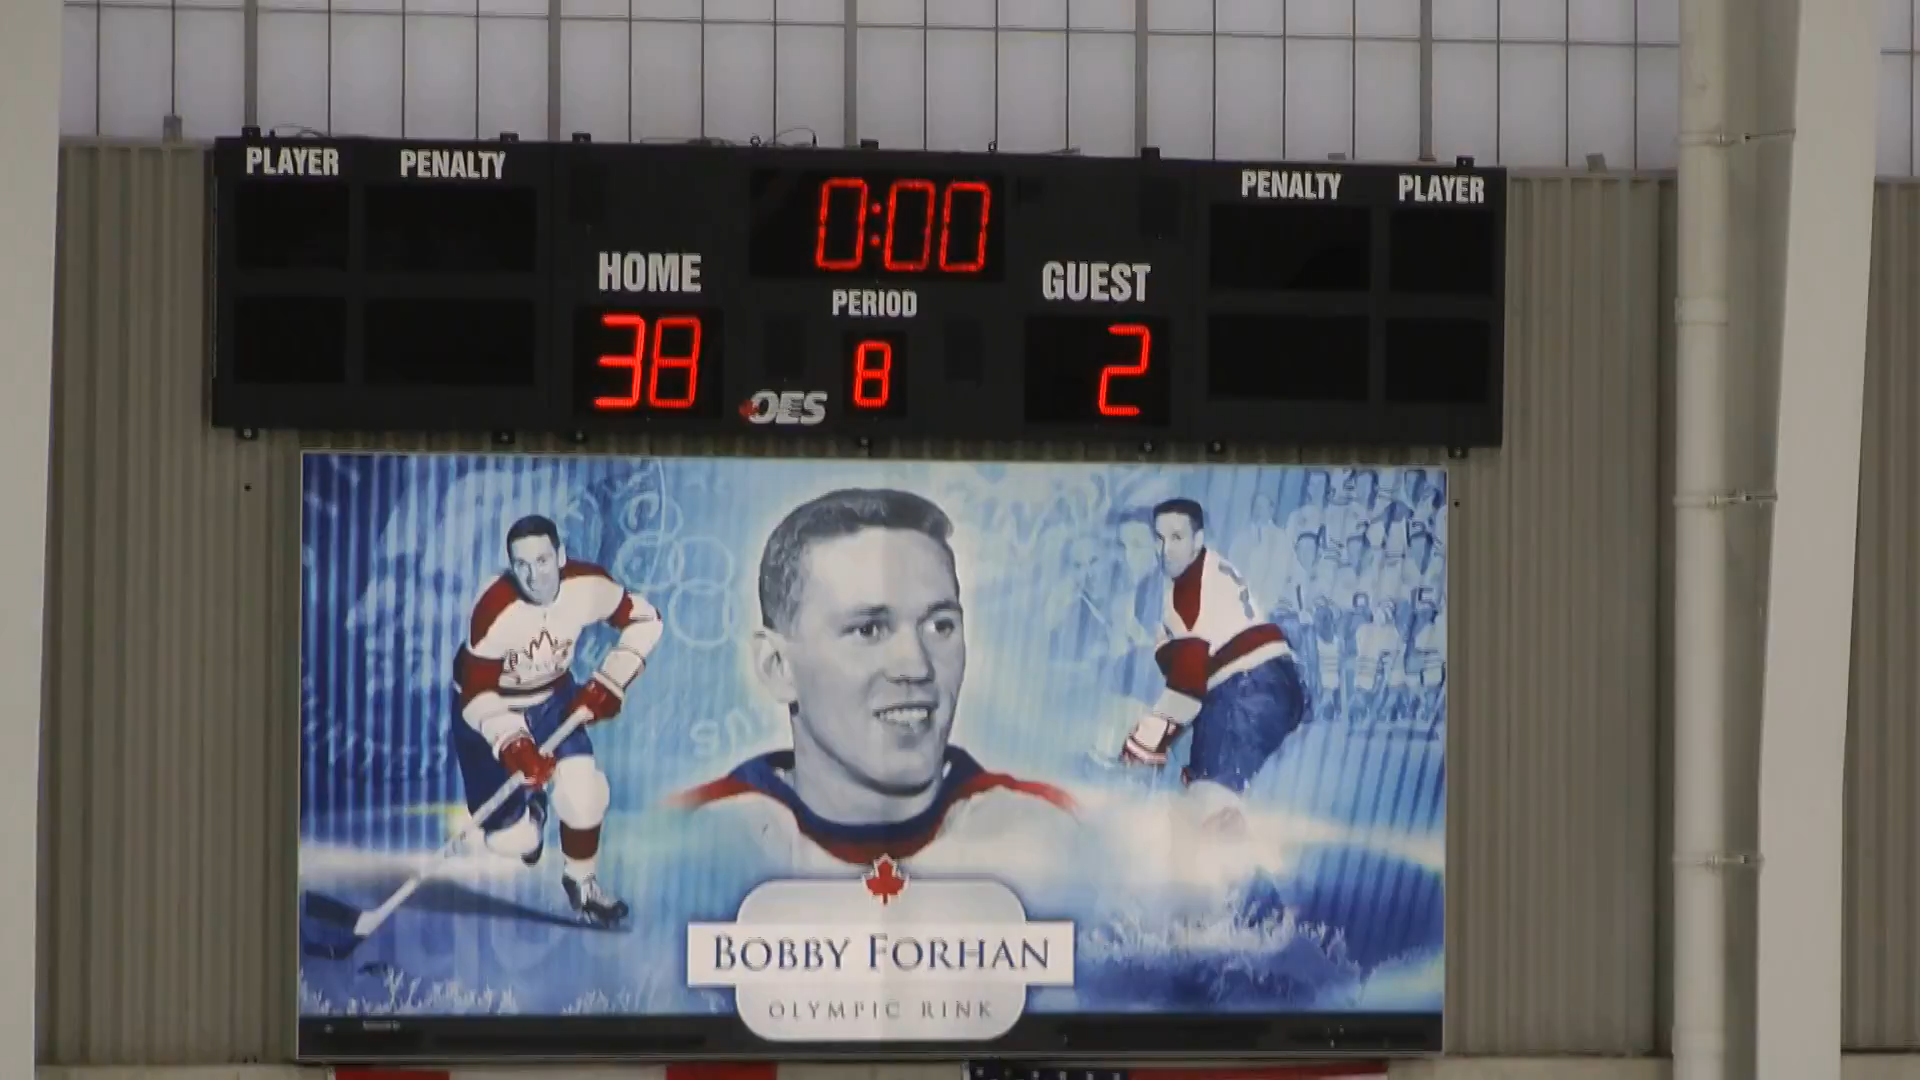 PLAYER PENALTY 0:00 PENALTY PLAYER
HOME PERIOD GUEST
38 8 2
OES
BOBBY FORHAN
OLYMPIC RINK